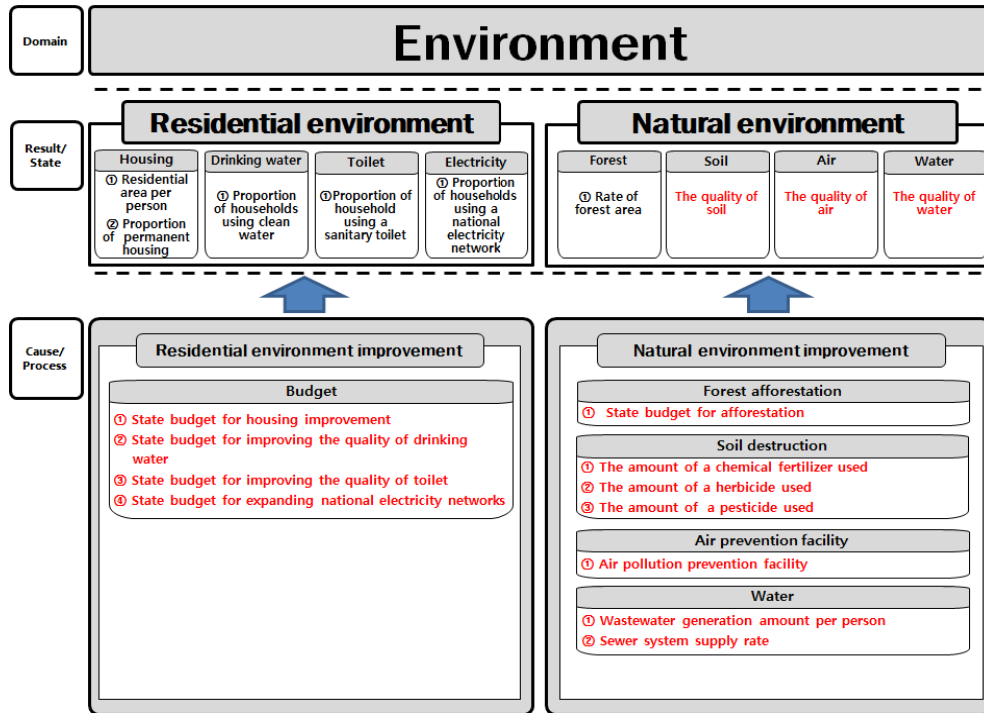 Domain
Environment
Result/
State
Residential environment
Housing
① Residential
area per
person
② Proportion
of permanent
housing
Drinking water
① Proportion
of households
using clean
water
Toilet
①Proportion of
household
using a
sanitary toilet
Electricity
① Proportion
of households
using a
national
electricity
network
Natural environment
Forest
① Rate of
forest area
Soil
The quality of
soil
Air
The quality of
air
Water
The quality of
water
Cause/
Process
Residential environment improvement
Budget
① State budget for housing improvement
② State budget for improving the quality of drinking
water
③ State budget for improving the quality of toilet
④ State budget for expanding national electricity networks
Natural environment improvement
Forest afforestation
① State budget for afforestation
Soil destruction
① The amount of a chemical fertilizer used
② The amount of a herbicide used
③ The amount of a pesticide used
Air prevention facility
① Air pollution prevention facility
Water
① Wastewater generation amount per person
② Sewer system supply rate